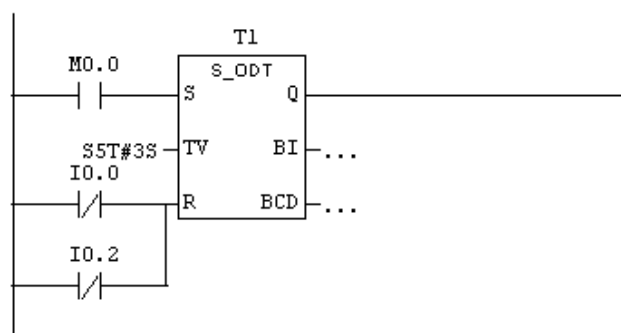 T1
M0.0
S_ODT
S Q
S5T#3S TV BI ...
I0.0
R BCD ...
I0.2